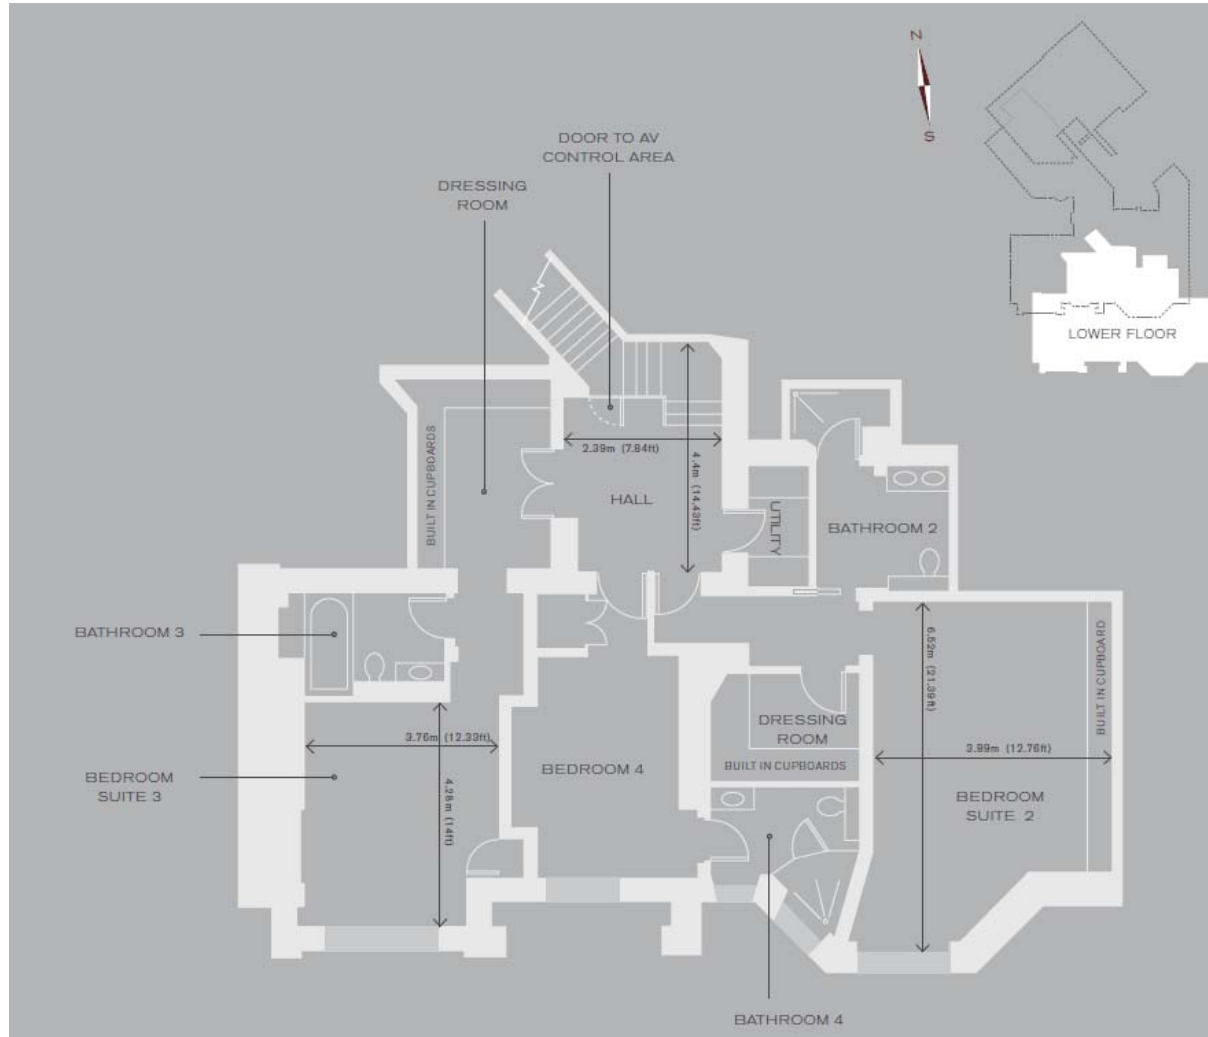 N
S
DOOR TO AV
CONTROL AREA
DRESSING
ROOM
LOWER FLOOR
BUILT IN CUPBOARDS
2.39m (7.84ft)
4.4m (14.43ft)
HALL
UTILITY
BATHROOM 2
BATHROOM 3
6.52m (21.39ft)
BUILT IN CUPBOARD
DRESSING
ROOM
BUILT IN CUPBOARDS
3.76m (12.33ft)
4.28m (14ft)
BEDROOM
SUITE 3
BEDROOM 4
3.89m (12.76ft)
BEDROOM
SUITE 2
BATHROOM 4